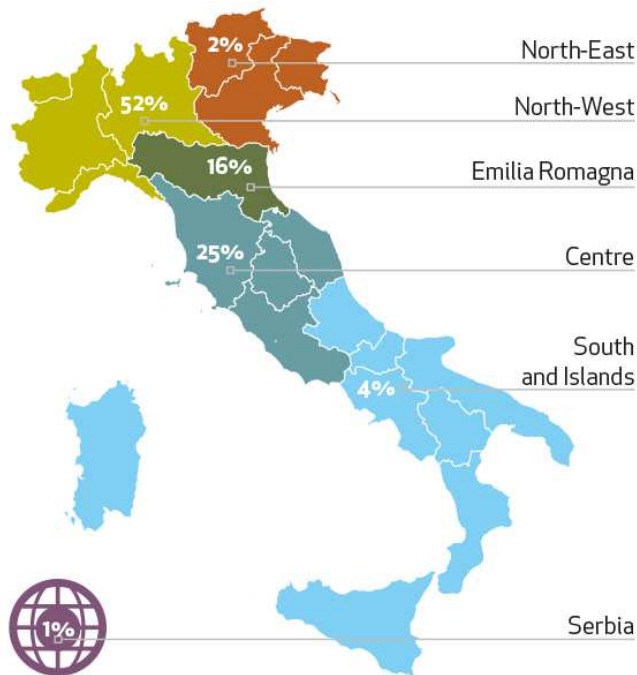 2%
North-East
52%
North-West
16%
Emilia Romagna
25%
Centre
South
and Islands
4%
1%
Serbia